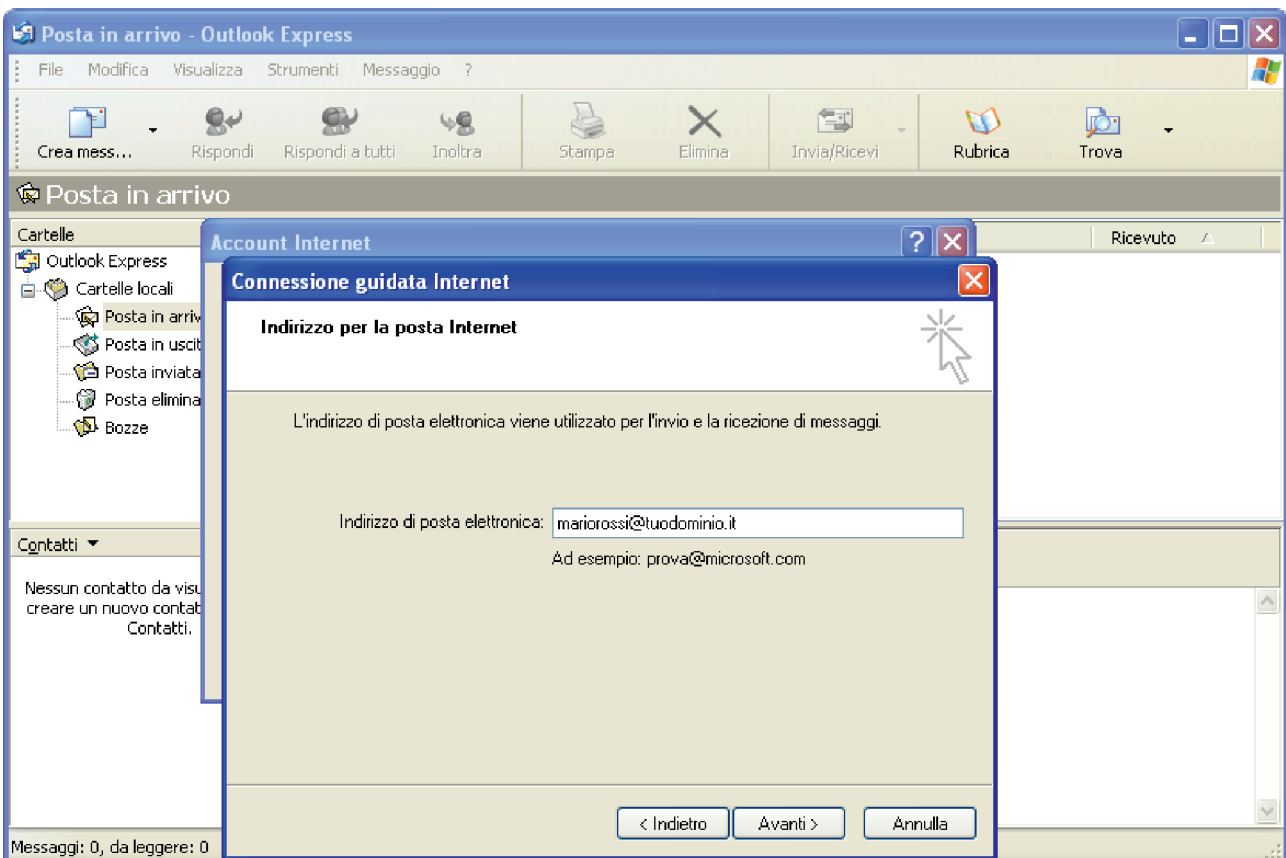 Posta in arrivo - Outlook Express
File Modifica Visualizza Strumenti Messaggio ?
Crea mess... Rispondi Rispondi a tutti Inoltra Stampa Elimina Invia/Ricevi Rubrica Trova
Posta in arrivo
Cartelle
Ricevuto
Outlook Express
Cartelle locali
Posta in arriv
Posta in uscit
Posta inviata
Posta elimina
Bozze
Account Internet
Connessione guidata Internet
Indirizzo per la posta Internet
L'indirizzo di posta elettronica viene utilizzato per l'invio e la ricezione di messaggi.
Indirizzo di posta elettronica: mariorossi@tuodominio.it
Ad esempio: prova@microsoft.com
< Indietro Avanti > Annulla
Contatti
Nessun contatto da visu
creare un nuovo contat
Contatti.
Messaggi: 0, da leggere: 0